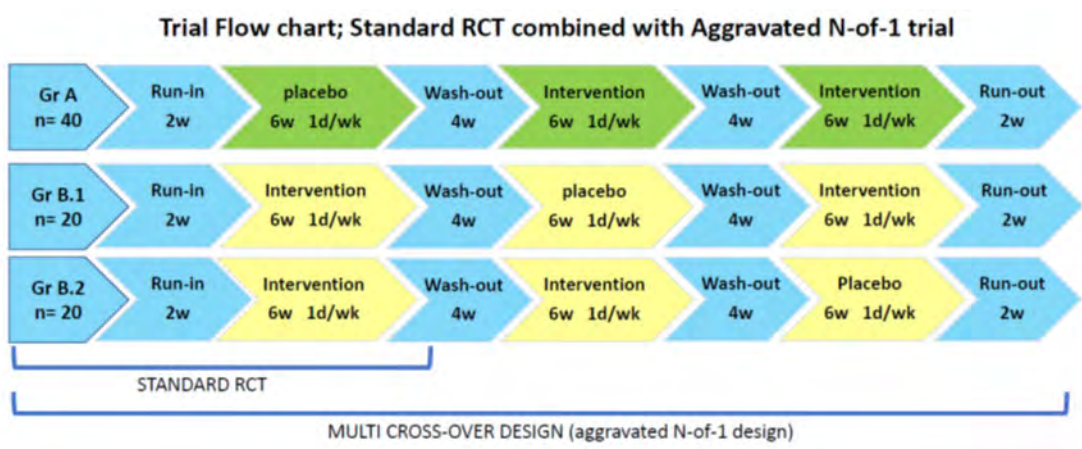 Trial Flow chart; Standard RCT combined with Aggravated N-of-1 trial
Gr A
n= 40
Run-in
2w
placebo
6w 1d/wk
Wash-out
4w
Intervention
6w 1d/wk
Wash-out
4w
Intervention
6w 1d/wk
Run-out
2w
Gr B.1
n= 20
Run-in
2w
Intervention
6w 1d/wk
Wash-out
4w
placebo
6w 1d/wk
Wash-out
4w
Intervention
6w 1d/wk
Run-out
2w
Gr B.2
n= 20
Run-in
2w
Intervention
6w 1d/wk
Wash-out
4w
Intervention
6w 1d/wk
Wash-out
4w
Placebo
6w 1d/wk
Run-out
2w
STANDARD RCT
MULTI CROSS-OVER DESIGN (aggravated N-of-1 design)